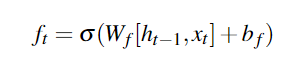 f_t = σ(W_f[h_{t−1}, x_t] + b_f)